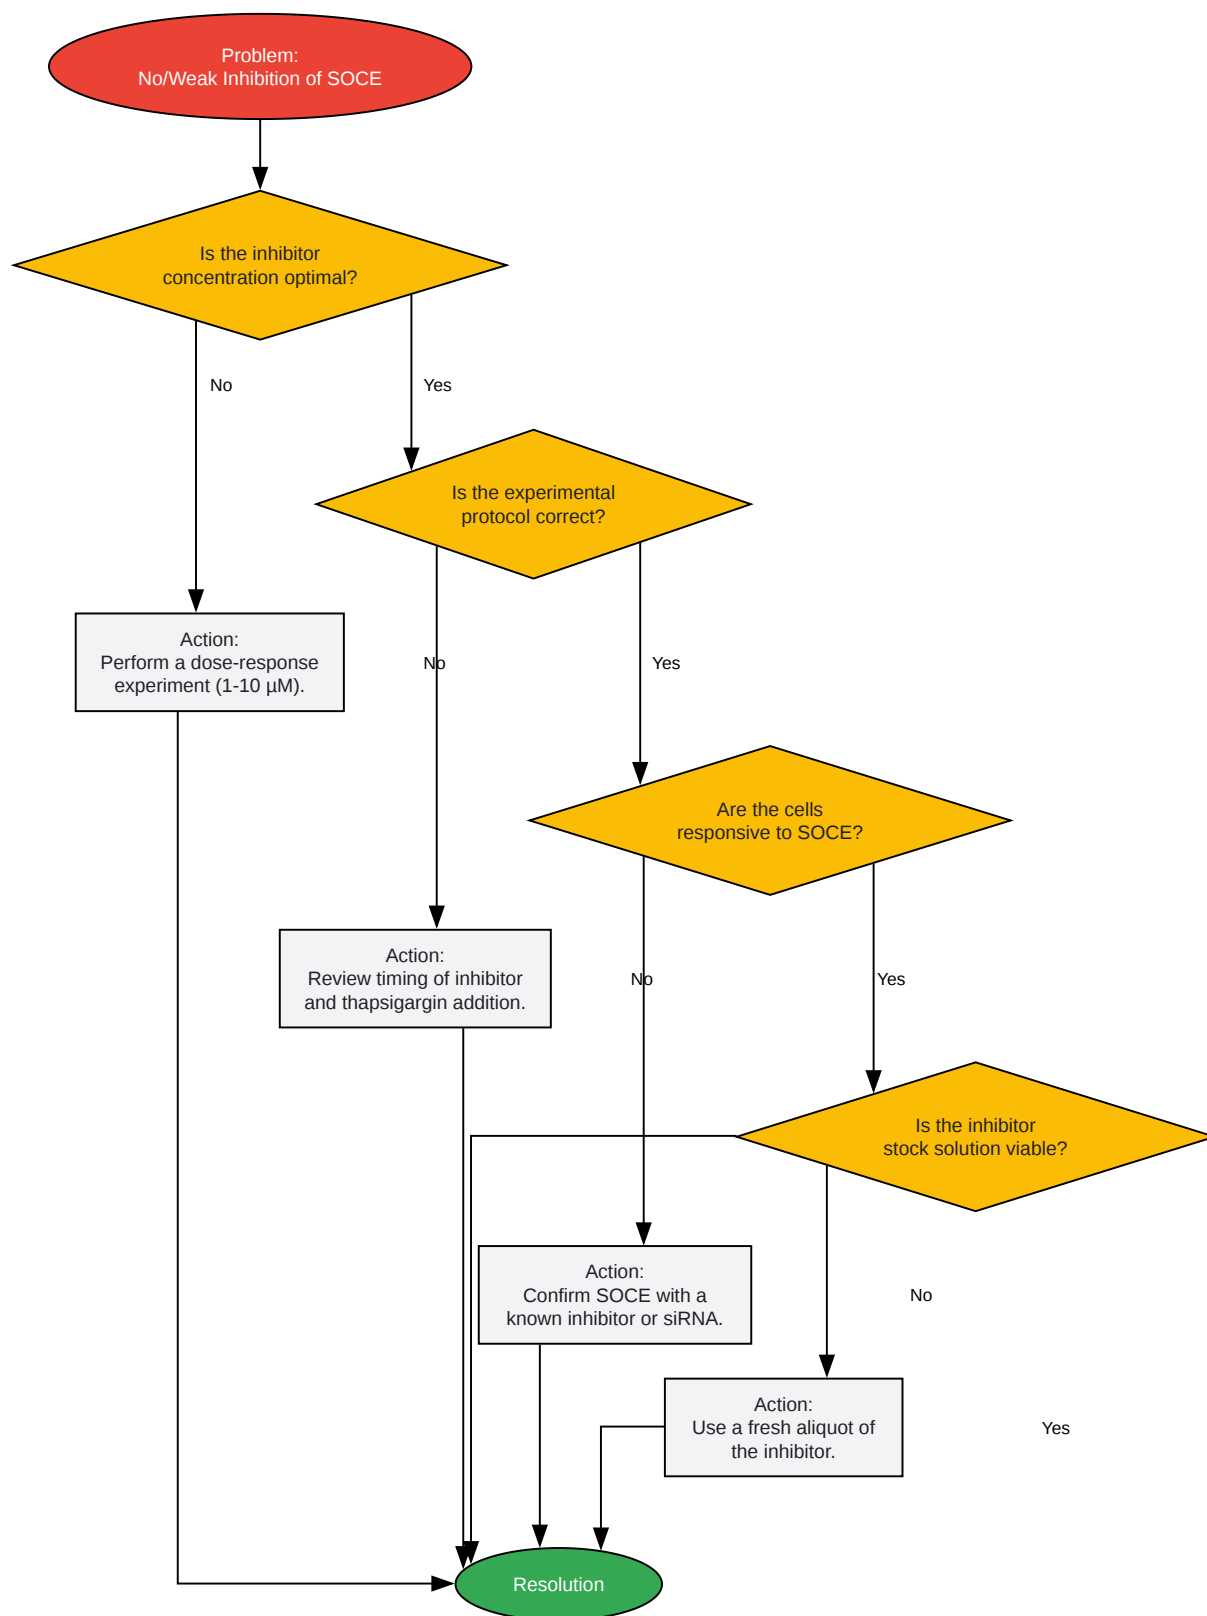 Problem:
No/Weak Inhibition of SOCE
Is the inhibitor
concentration optimal?
No
Yes
Is the experimental
protocol correct?
Action:
Perform a dose-response
experiment (1-10 µM).
No
Yes
Are the cells
responsive to SOCE?
Action:
Review timing of inhibitor
and thapsigargin addition.
No
Yes
Is the inhibitor
stock solution viable?
Action:
Confirm SOCE with a
known inhibitor or siRNA.
No
Action:
Use a fresh aliquot of
the inhibitor.
Yes
Resolution